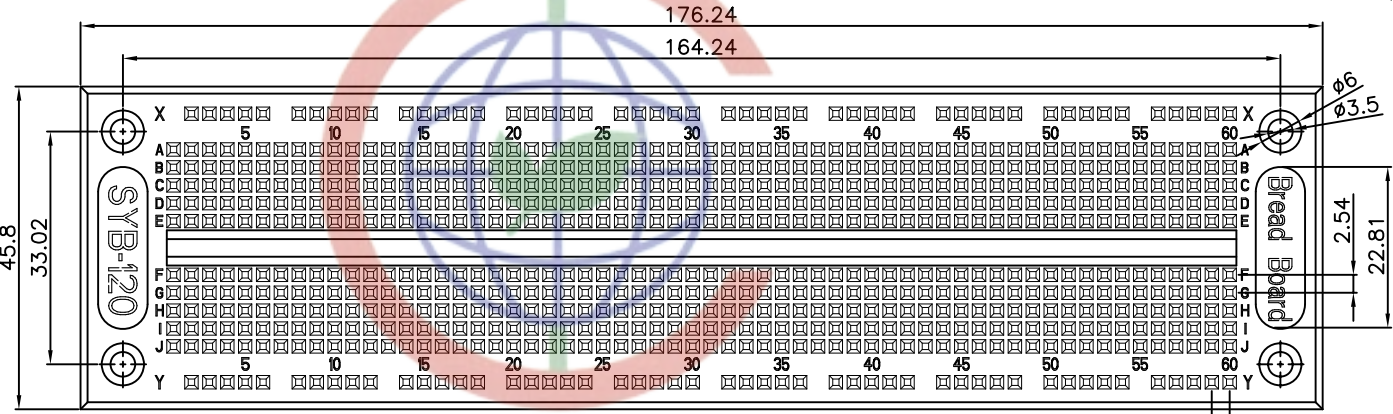 176.24
164.24
ø6
ø3.5
X X
5 10 15 20 25 30 35 40 45 50 55 60
A A
B B
C C
D D
E E
F F
G G
H H
I I
J J
5 10 15 20 25 30 35 40 45 50 55 60
Y Y
SYB-120
Bread Board
45.8
33.02
2.54
22.81